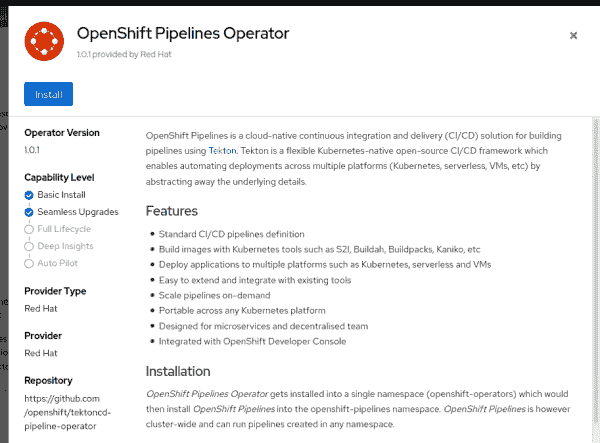 OpenShift Pipelines Operator
1.0.1 provided by Red Hat
Install
Operator Version
1.0.1
Capability Level
Basic Install
Seamless Upgrades
Full Lifecycle
Deep Insights
Auto Pilot
Provider Type
Red Hat
Provider
Red Hat
Repository
https://github.com
/openshift/tektoncd-
pipeline-operator
OpenShift Pipelines is a cloud-native continuous integration and delivery (CI/CD) solution for building
pipelines using Tekton. Tekton is a flexible Kubernetes-native open-source CI/CD framework which
enables automating deployments across multiple platforms (Kubernetes, serverless, VMs, etc) by
abstracting away the underlying details.
Features
• Standard CI/CD pipelines definition
• Build images with Kubernetes tools such as S2I, Buildah, Buildpacks, Kaniko, etc
• Deploy applications to multiple platforms such as Kubernetes, serverless and VMs
• Easy to extend and integrate with existing tools
• Scale pipelines on-demand
• Portable across any Kubernetes platform
• Designed for microservices and decentralised team
• Integrated with OpenShift Developer Console
Installation
OpenShift Pipelines Operator gets installed into a single namespace (openshift-operators) which would
then install OpenShift Pipelines into the openshift-pipelines namespace. OpenShift Pipelines is however
cluster-wide and can run pipelines created in any namespace.